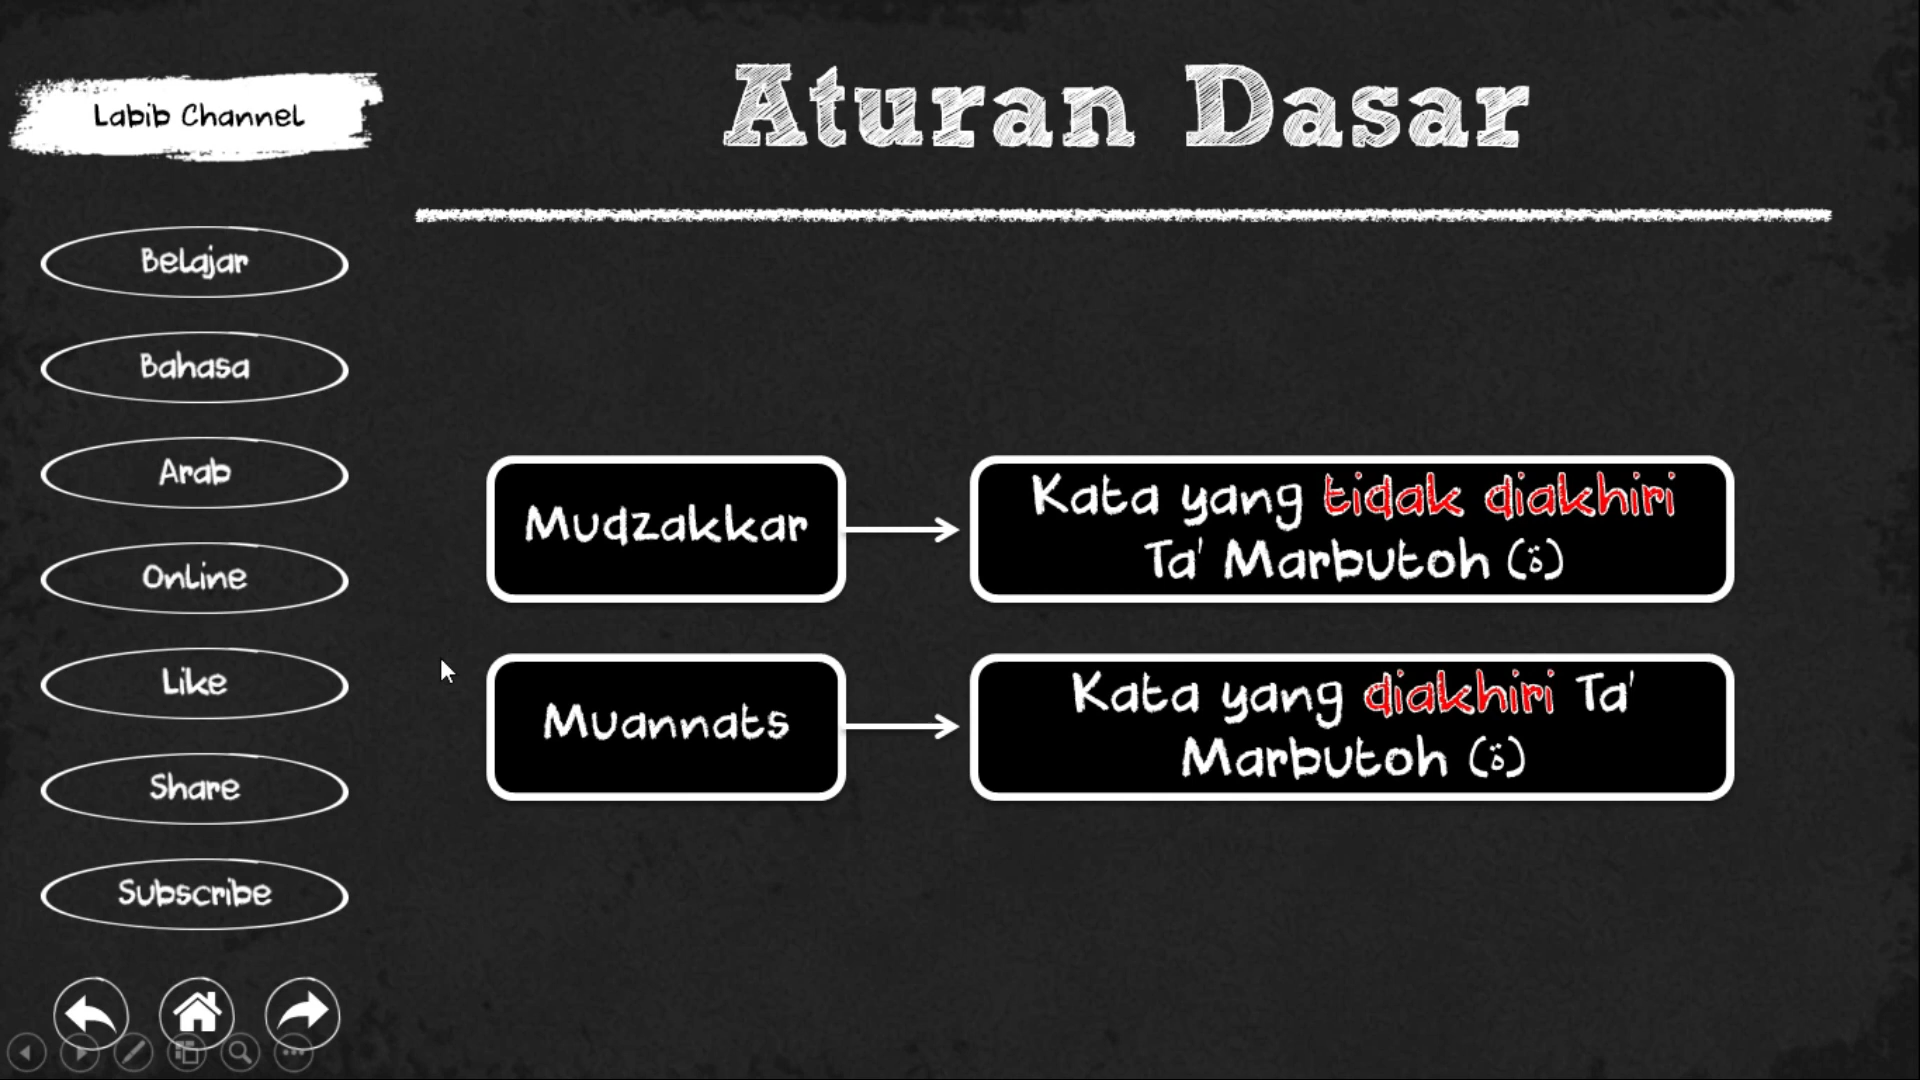 Labib Channel
Aturan Dasar
Belajar
Bahasa
Arab
Online
Like
Share
Subscribe
Mudzakkar
Kata yang tidak diakhiri
Ta' Marbutoh (ة)
Muannats
Kata yang diakhiri Ta'
Marbutoh (ة)